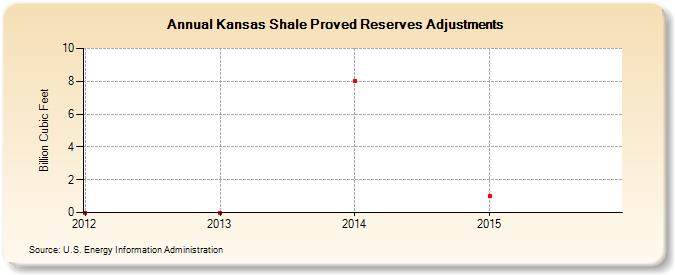 Annual Kansas Shale Proved Reserves Adjustments
Billion Cubic Feet
10
8
6
4
2
0
2012 2013 2014 2015
Source: U.S. Energy Information Administration